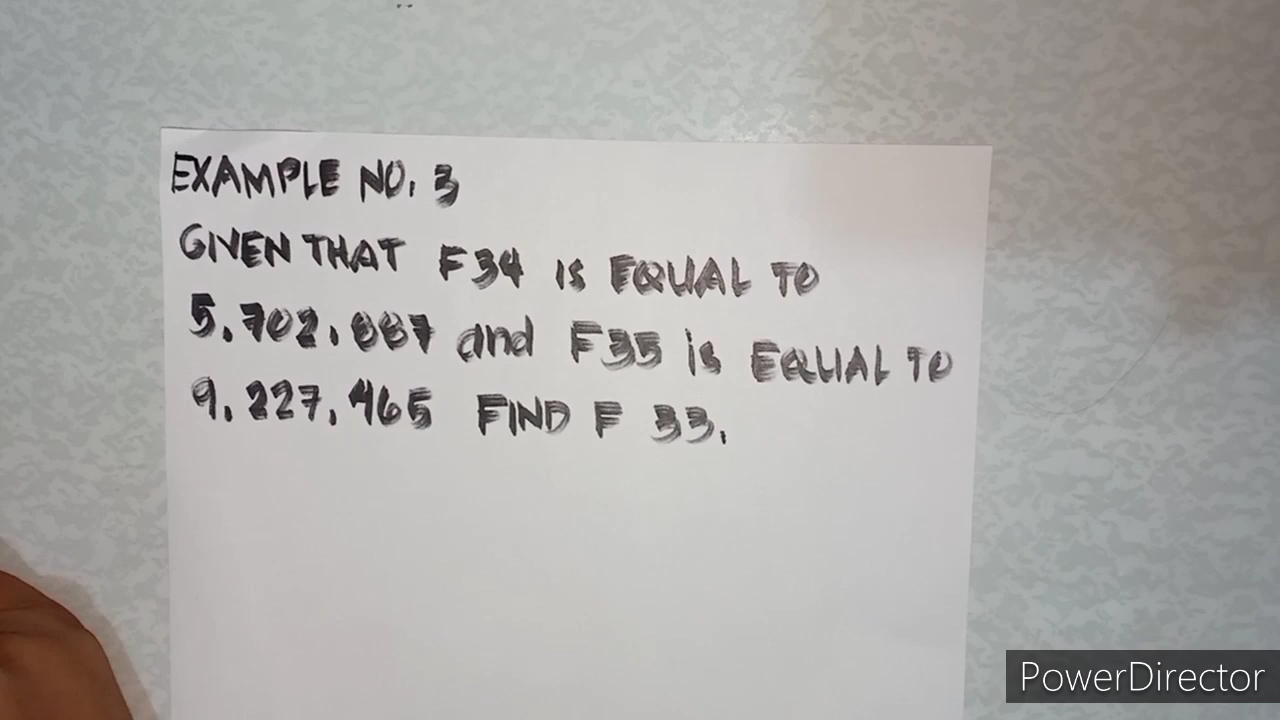 EXAMPLE NO. 3
GIVEN THAT F34 IS EQUAL TO
5.702.887 and F35 is EQUAL TO
9.227.465 FIND F 33.
PowerDirector